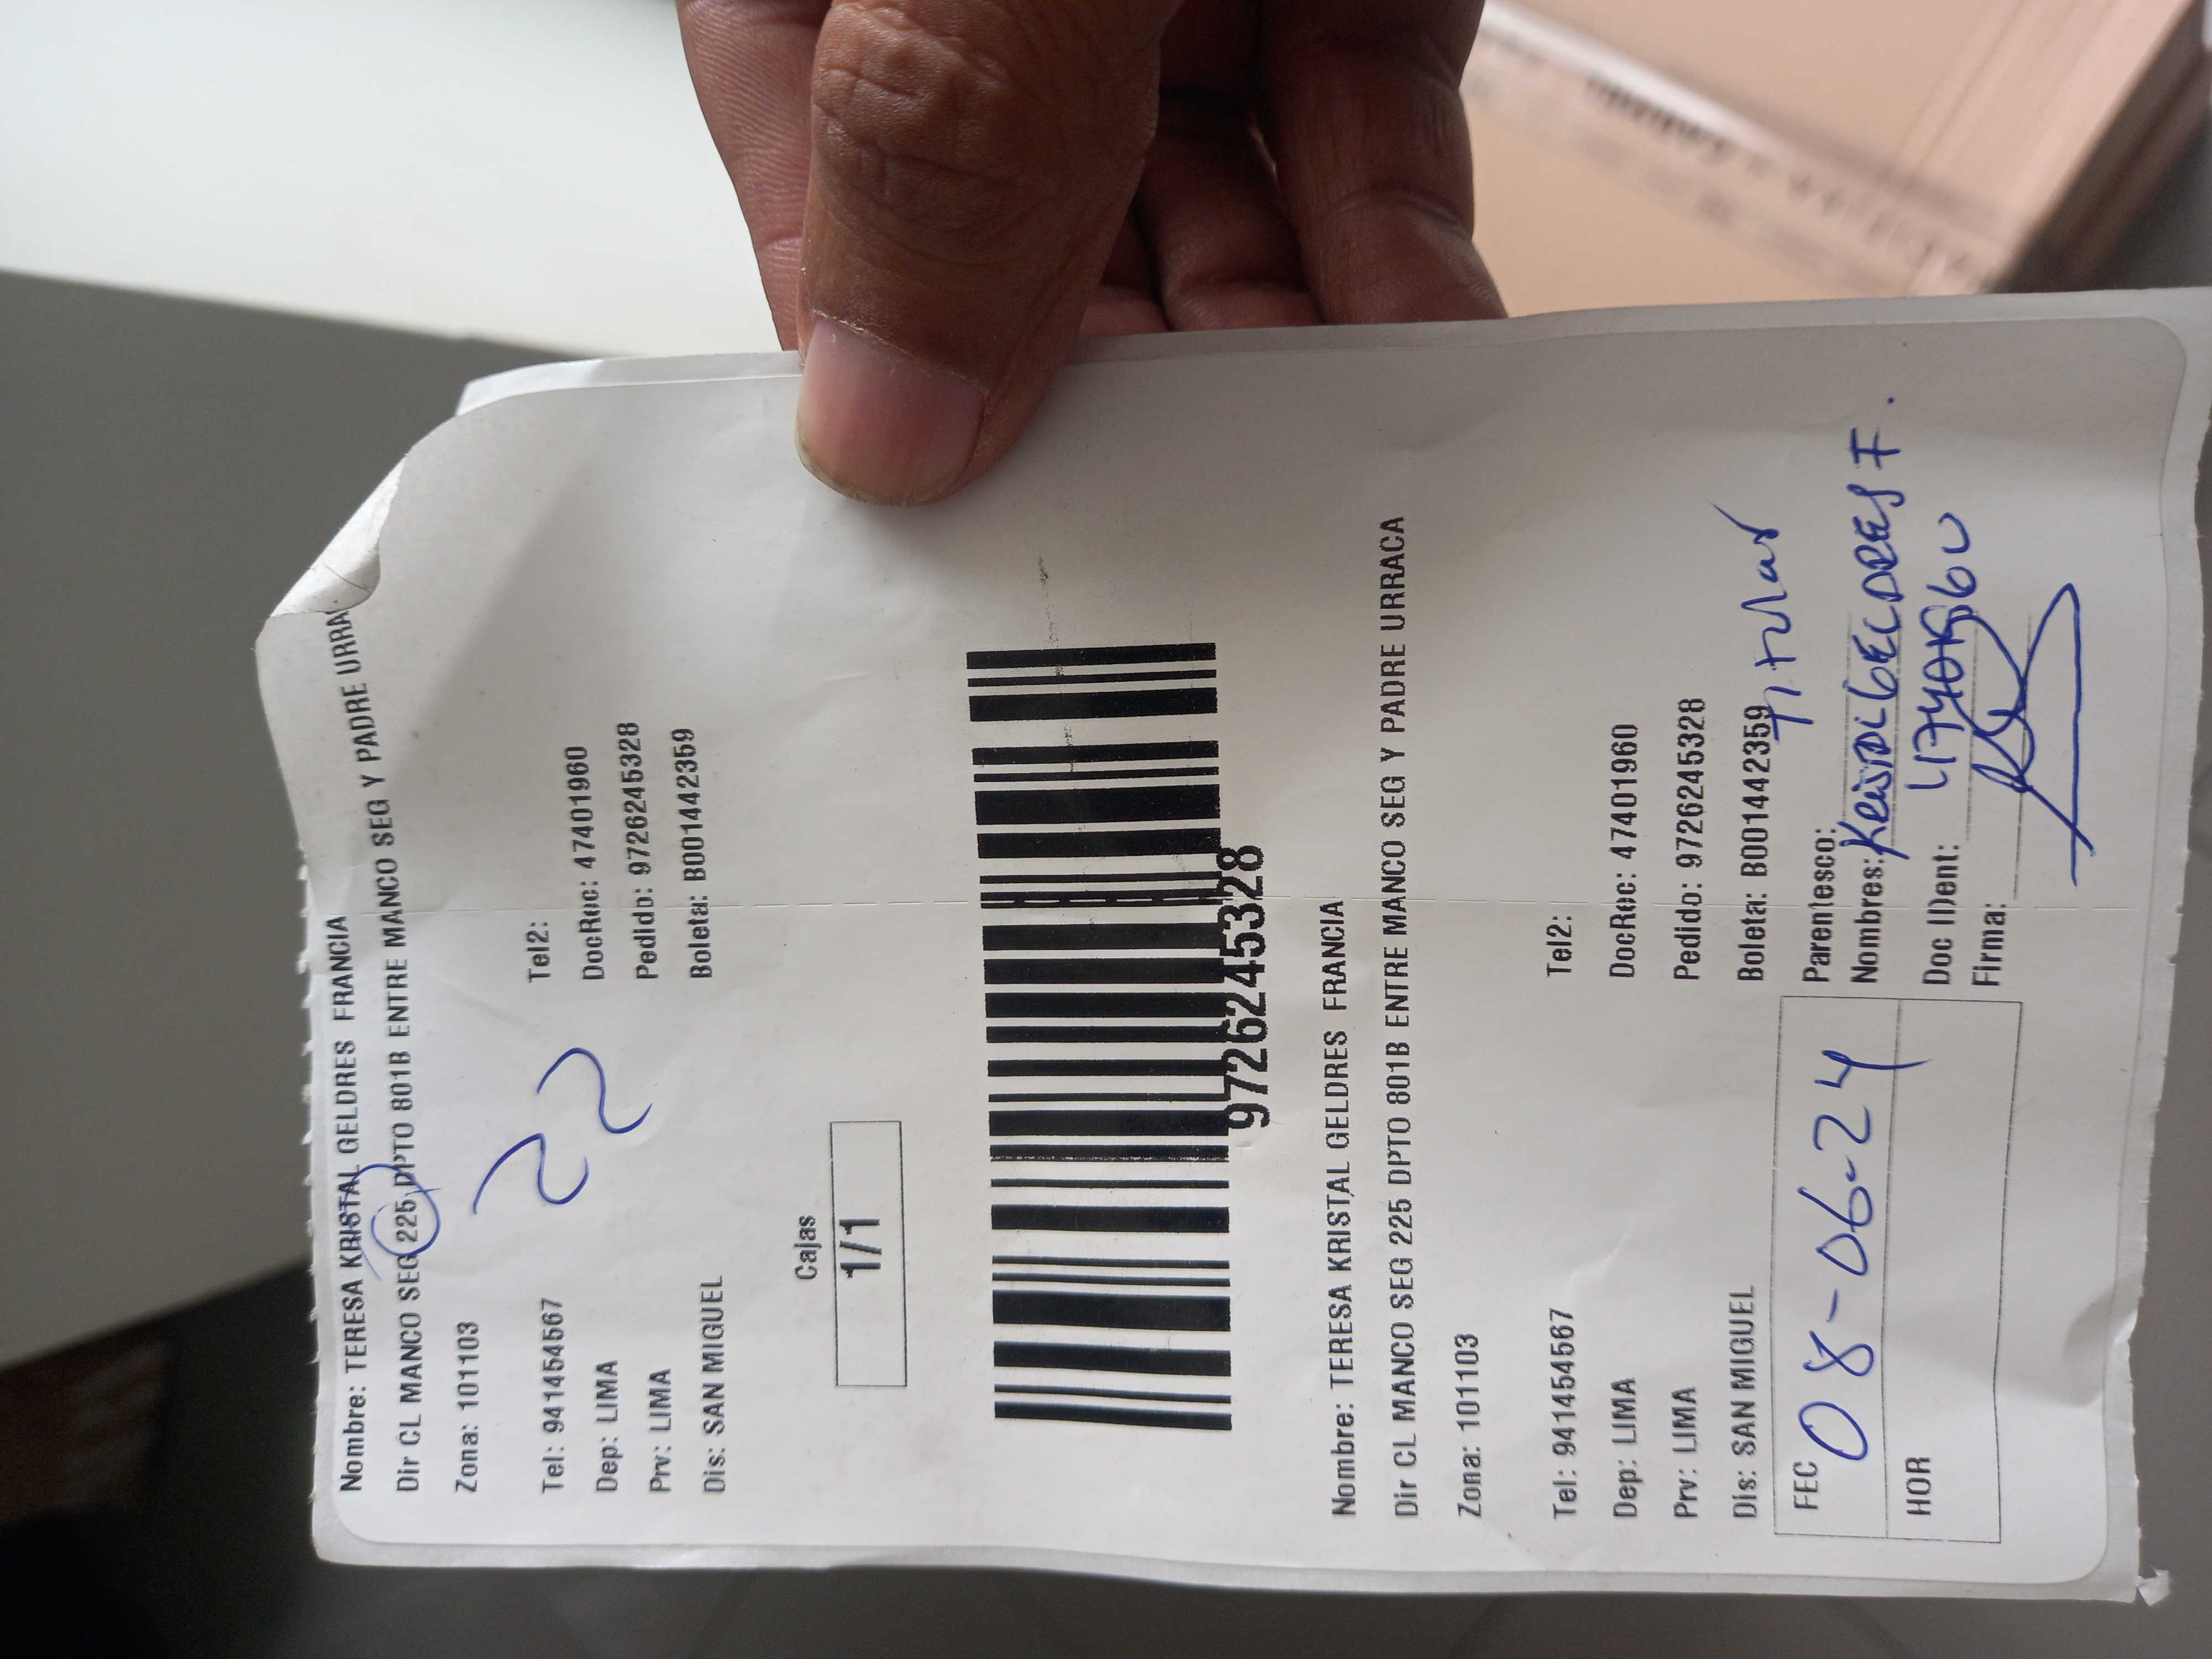 Nombre: TERESA KRISTAL GELDRES FRANCIA
Dir CL MANCO SEG 225 DPTO 801B ENTRE MANCO SEG Y PADRE URRA
Zona: 101103
22
Tel: 941454567 Tel2:
Dep: LIMA DocRec: 47401960
Prv: LIMA Pedido: 9726245328
Dis: SAN MIGUEL Boleta: B001442359
Cajas
1/1
9726245328
Nombre: TERESA KRISTAL GELDRES FRANCIA
Dir CL MANCO SEG 225 DPTO 801B ENTRE MANCO SEG Y PADRE URRACA
Zona: 101103
Tel: 941454567 Tel2:
Dep: LIMA DocRec: 47401960
Prv: LIMA Pedido: 9726245328
Dis: SAN MIGUEL Boleta: B001442359
FEC 08-06-24 Parentesco: Titular
Nombres: GELDRES F.
HOR Doc IDent:
Firma: